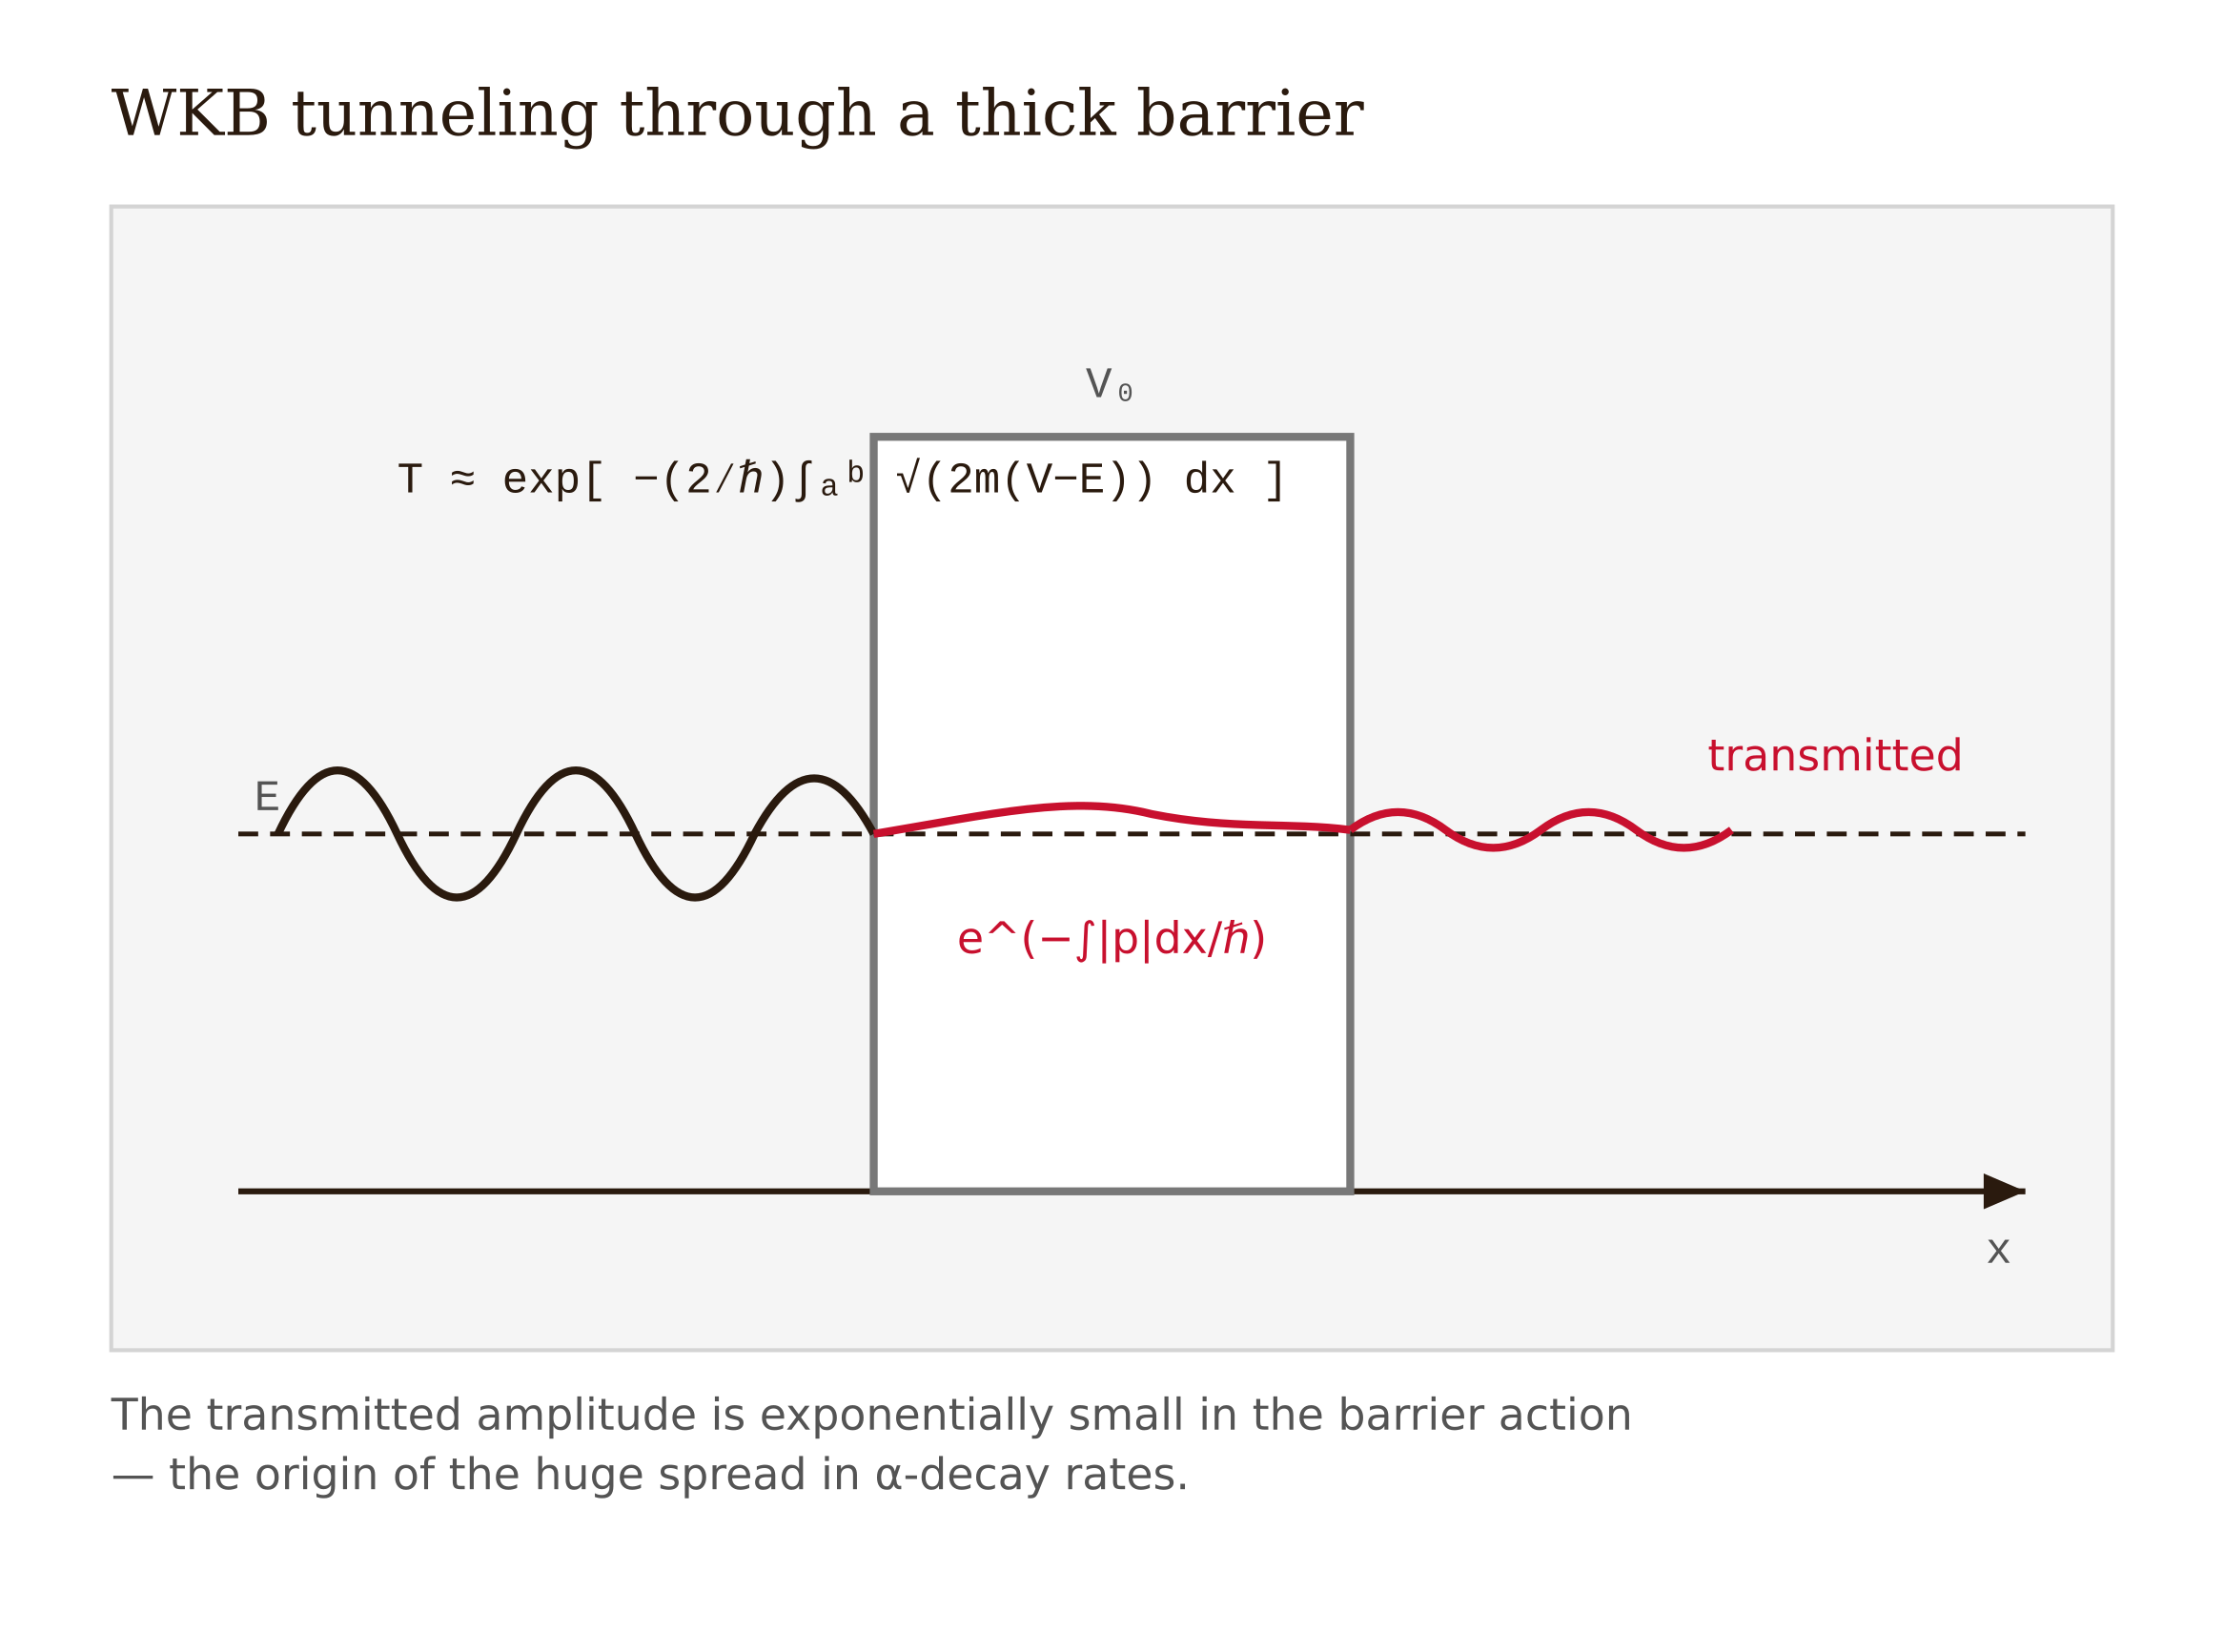 WKB tunneling through a thick barrier
V₀
T ≈ exp[ −(2/ℏ)∫ₐᵇ √(2m(V−E)) dx ]
transmitted
E
e^(−∫|p|dx/ℏ)
x
The transmitted amplitude is exponentially small in the barrier action
— the origin of the huge spread in α-decay rates.